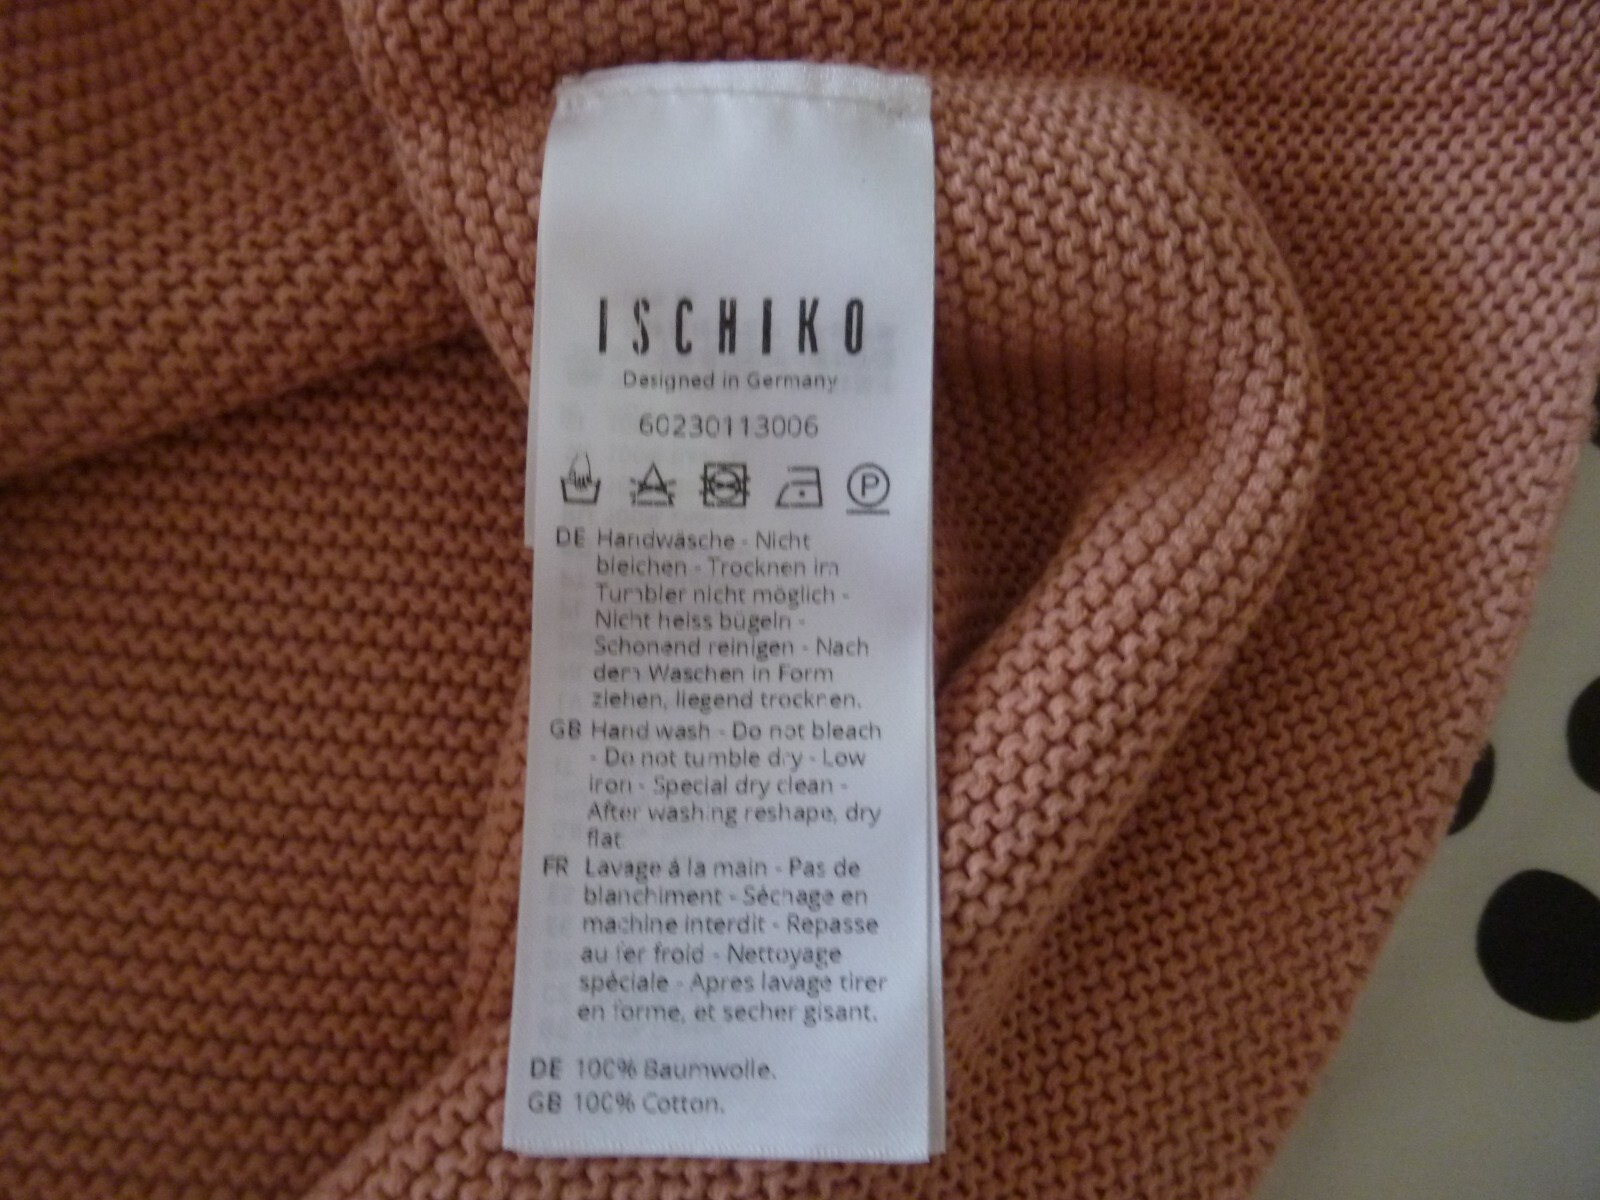 ISCHIKO
Designed in Germany
60230113006
P
DE Handwäsche - Nicht
bleichen - Trocknen im
Tumbler nicht möglich -
Nicht heiss bügeln -
Schonend reinigen - Nach
dem Waschen in Form
ziehen, liegend trocknen.
GB Hand wash - Do not bleach
- Do not tumble dry - Low
iron - Special dry clean -
After washing reshape, dry
flat
FR Lavage á la main - Pas de
blanchiment - Séchage en
machine interdit - Repasse
au fer froid - Nettoyage
spéciale - Apres lavage tirer
en forme, et secher gisant.
DE 100% Baumwolle.
GB 100% Cotton.